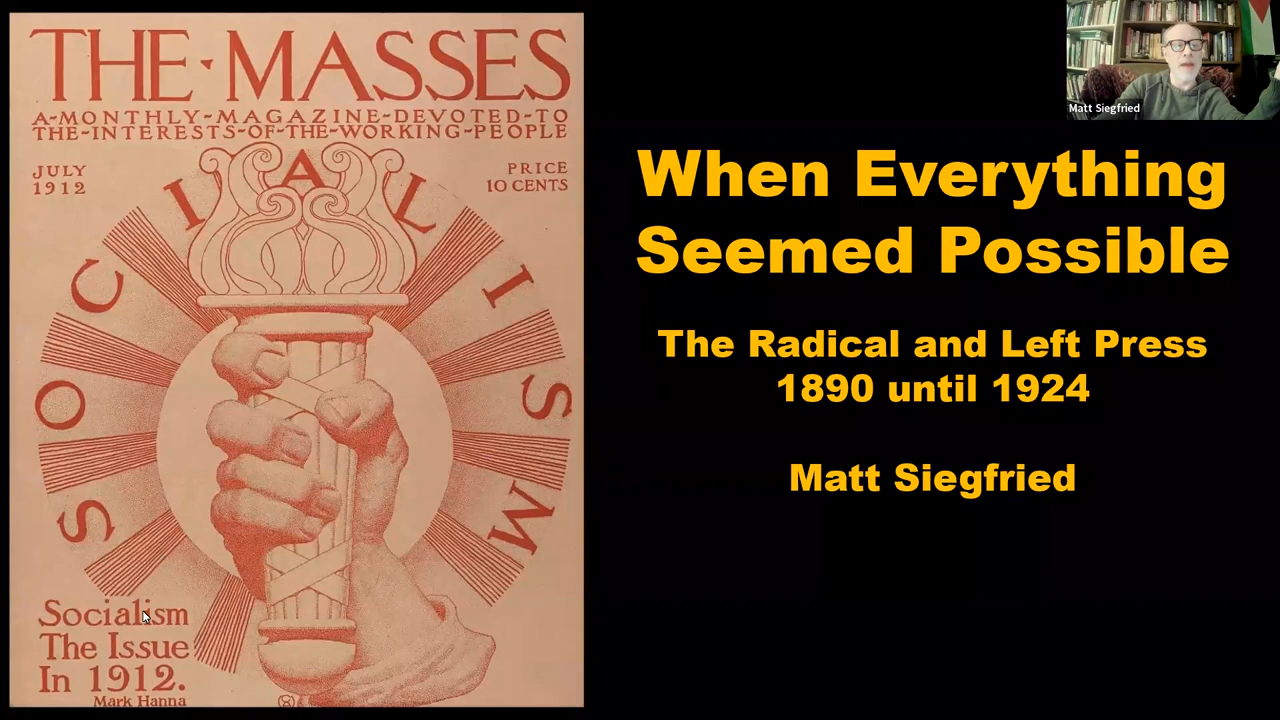 THE·MASSES
A-MONTHLY-MAGAZINE-DEVOTED-TO
THE-INTERESTS-OF-THE-WORKING-PEOPLE
JULY
1912
PRICE
10 CENTS
SOCIALISM
Socialism
The Issue
In 1912.
Mark Hanna
Matt Siegfried
When Everything
Seemed Possible
The Radical and Left Press
1890 until 1924
Matt Siegfried